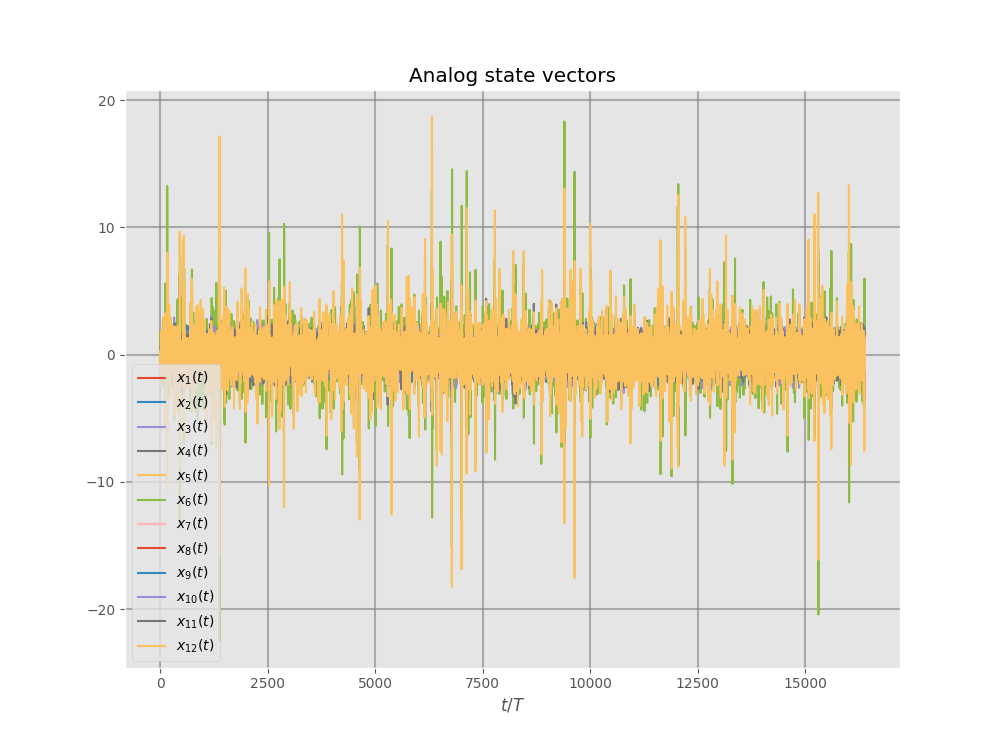 Analog state vectors
20
10
0
−10
−20
x₁(t)
x₂(t)
x₃(t)
x₄(t)
x₅(t)
x₆(t)
x₇(t)
x₈(t)
x₉(t)
x₁₀(t)
x₁₁(t)
x₁₂(t)
0 2500 5000 7500 10000 12500 15000
t/T